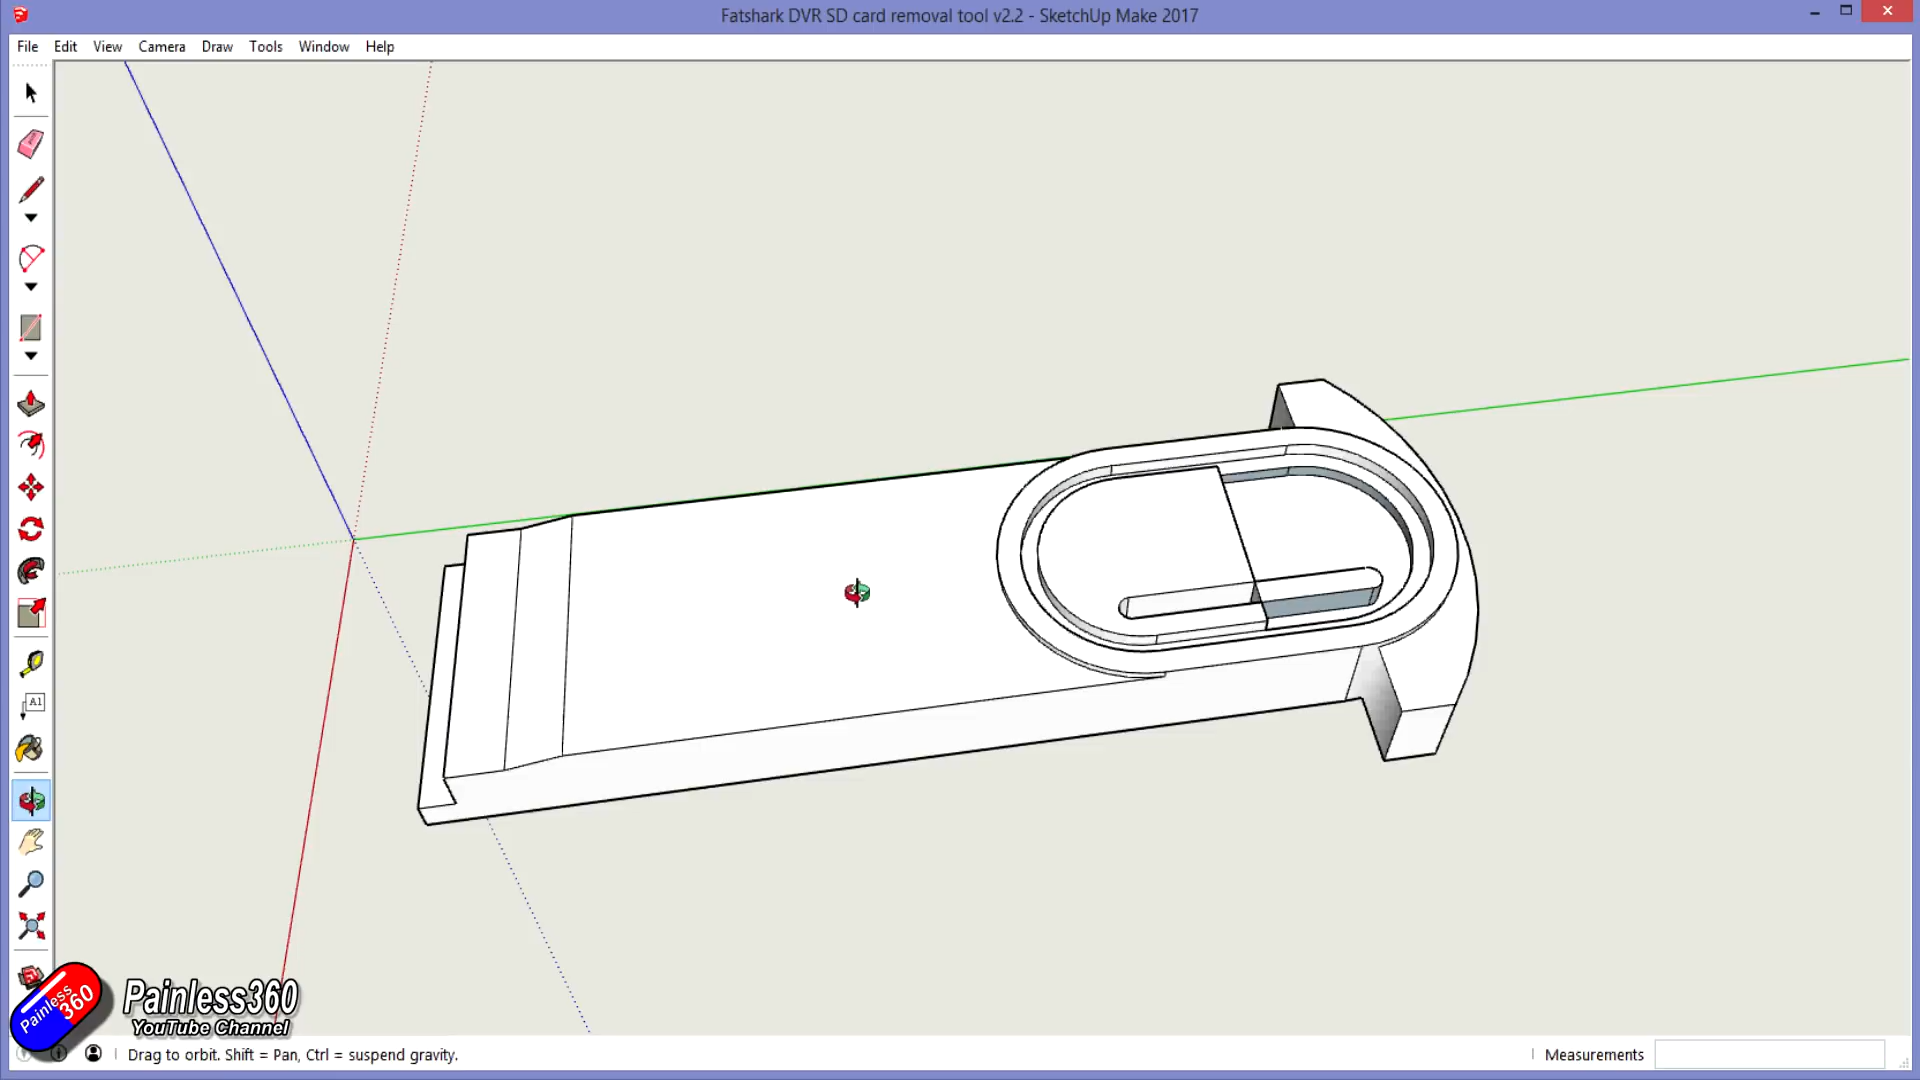 Fatshark DVR SD card removal tool v2.2 - SketchUp Make 2017
File Edit View Camera Draw Tools Window Help
A1
Painless360
Painless
360
YouTube Channel
Drag to orbit. Shift = Pan, Ctrl = suspend gravity.
Measurements